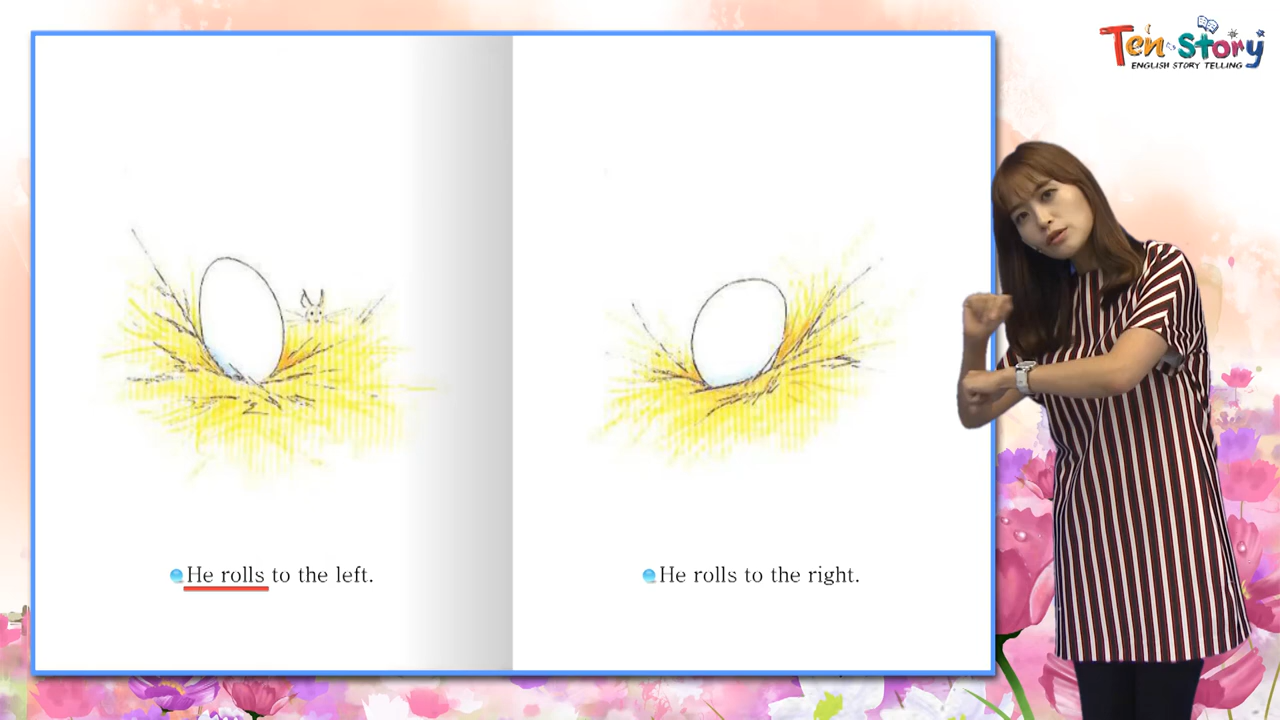 Ten Story
ENGLISH STORY TELLING
He rolls to the left.
He rolls to the right.